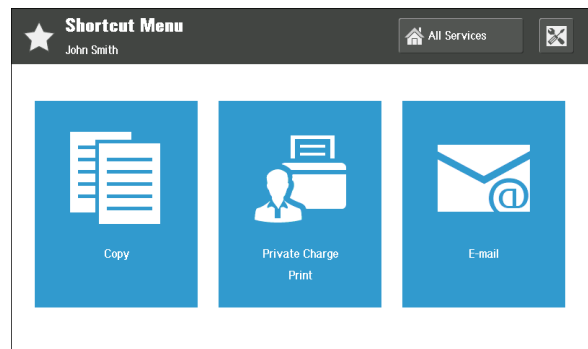 Shortcut Menu
John Smith
All Services
Copy
Private Charge
Print
E-mail
@